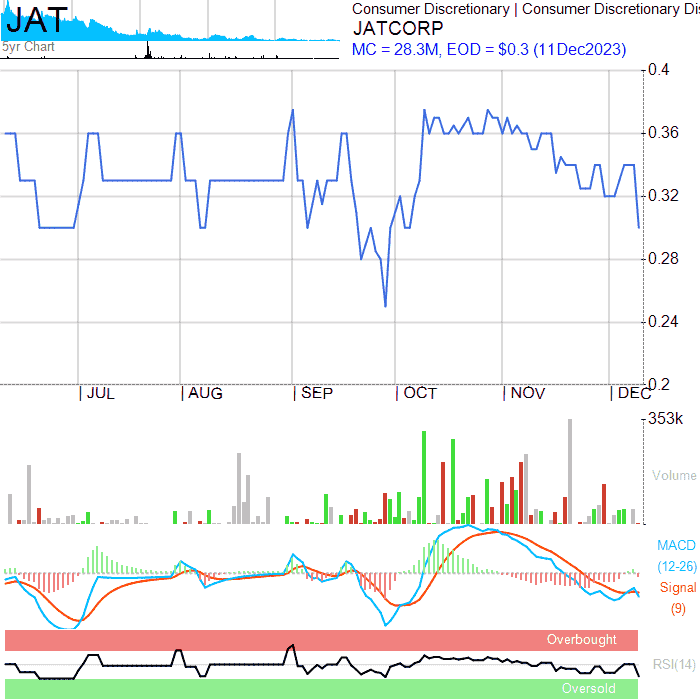 JAT
5yr Chart
Consumer Discretionary | Consumer Discretionary Dis
JATCORP
MC = 28.3M, EOD = $0.3 (11Dec2023)
0.4
0.36
0.32
0.28
0.24
0.2
JUL AUG SEP OCT NOV DEC
353k
Volume
MACD
(12-26)
Signal
(9)
Overbought
RSI(14)
Oversold